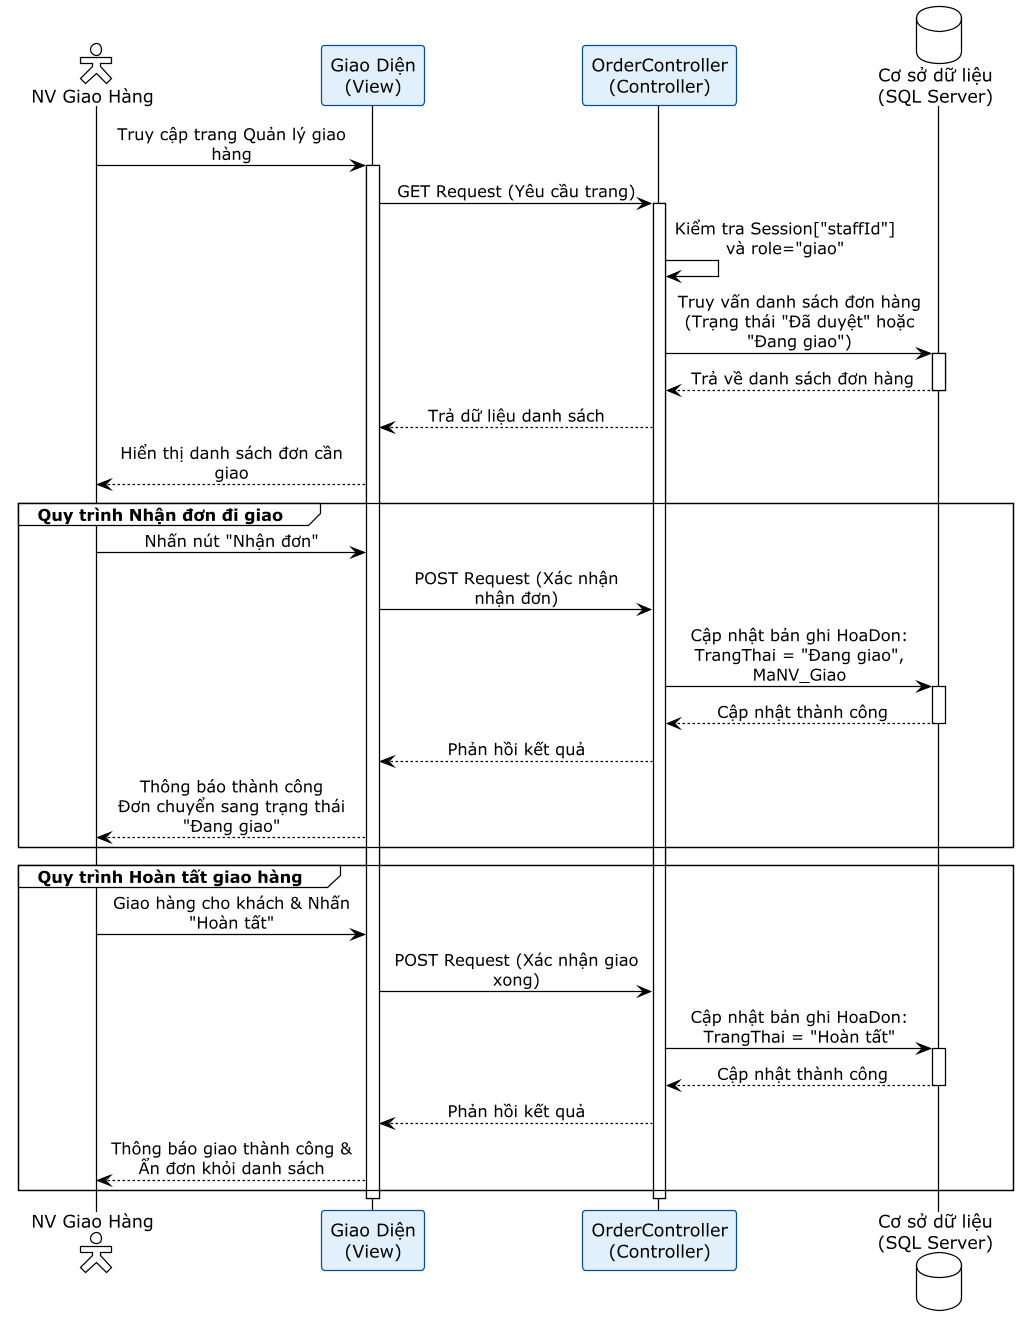 NV Giao Hàng
Giao Diện
(View)
OrderController
(Controller)
Cơ sở dữ liệu
(SQL Server)
Truy cập trang Quản lý giao
hàng
GET Request (Yêu cầu trang)
Kiểm tra Session["staffId"]
và role="giao"
Truy vấn danh sách đơn hàng
(Trạng thái "Đã duyệt" hoặc
"Đang giao")
Trả về danh sách đơn hàng
Trả dữ liệu danh sách
Hiển thị danh sách đơn cần
giao
Quy trình Nhận đơn đi giao
Nhấn nút "Nhận đơn"
POST Request (Xác nhận
nhận đơn)
Cập nhật bản ghi HoaDon:
TrangThai = "Đang giao",
MaNV_Giao
Cập nhật thành công
Phản hồi kết quả
Thông báo thành công
Đơn chuyển sang trạng thái
"Đang giao"
Quy trình Hoàn tất giao hàng
Giao hàng cho khách & Nhấn
"Hoàn tất"
POST Request (Xác nhận giao
xong)
Cập nhật bản ghi HoaDon:
TrangThai = "Hoàn tất"
Cập nhật thành công
Phản hồi kết quả
Thông báo giao thành công &
Ẩn đơn khỏi danh sách
NV Giao Hàng
Giao Diện
(View)
OrderController
(Controller)
Cơ sở dữ liệu
(SQL Server)